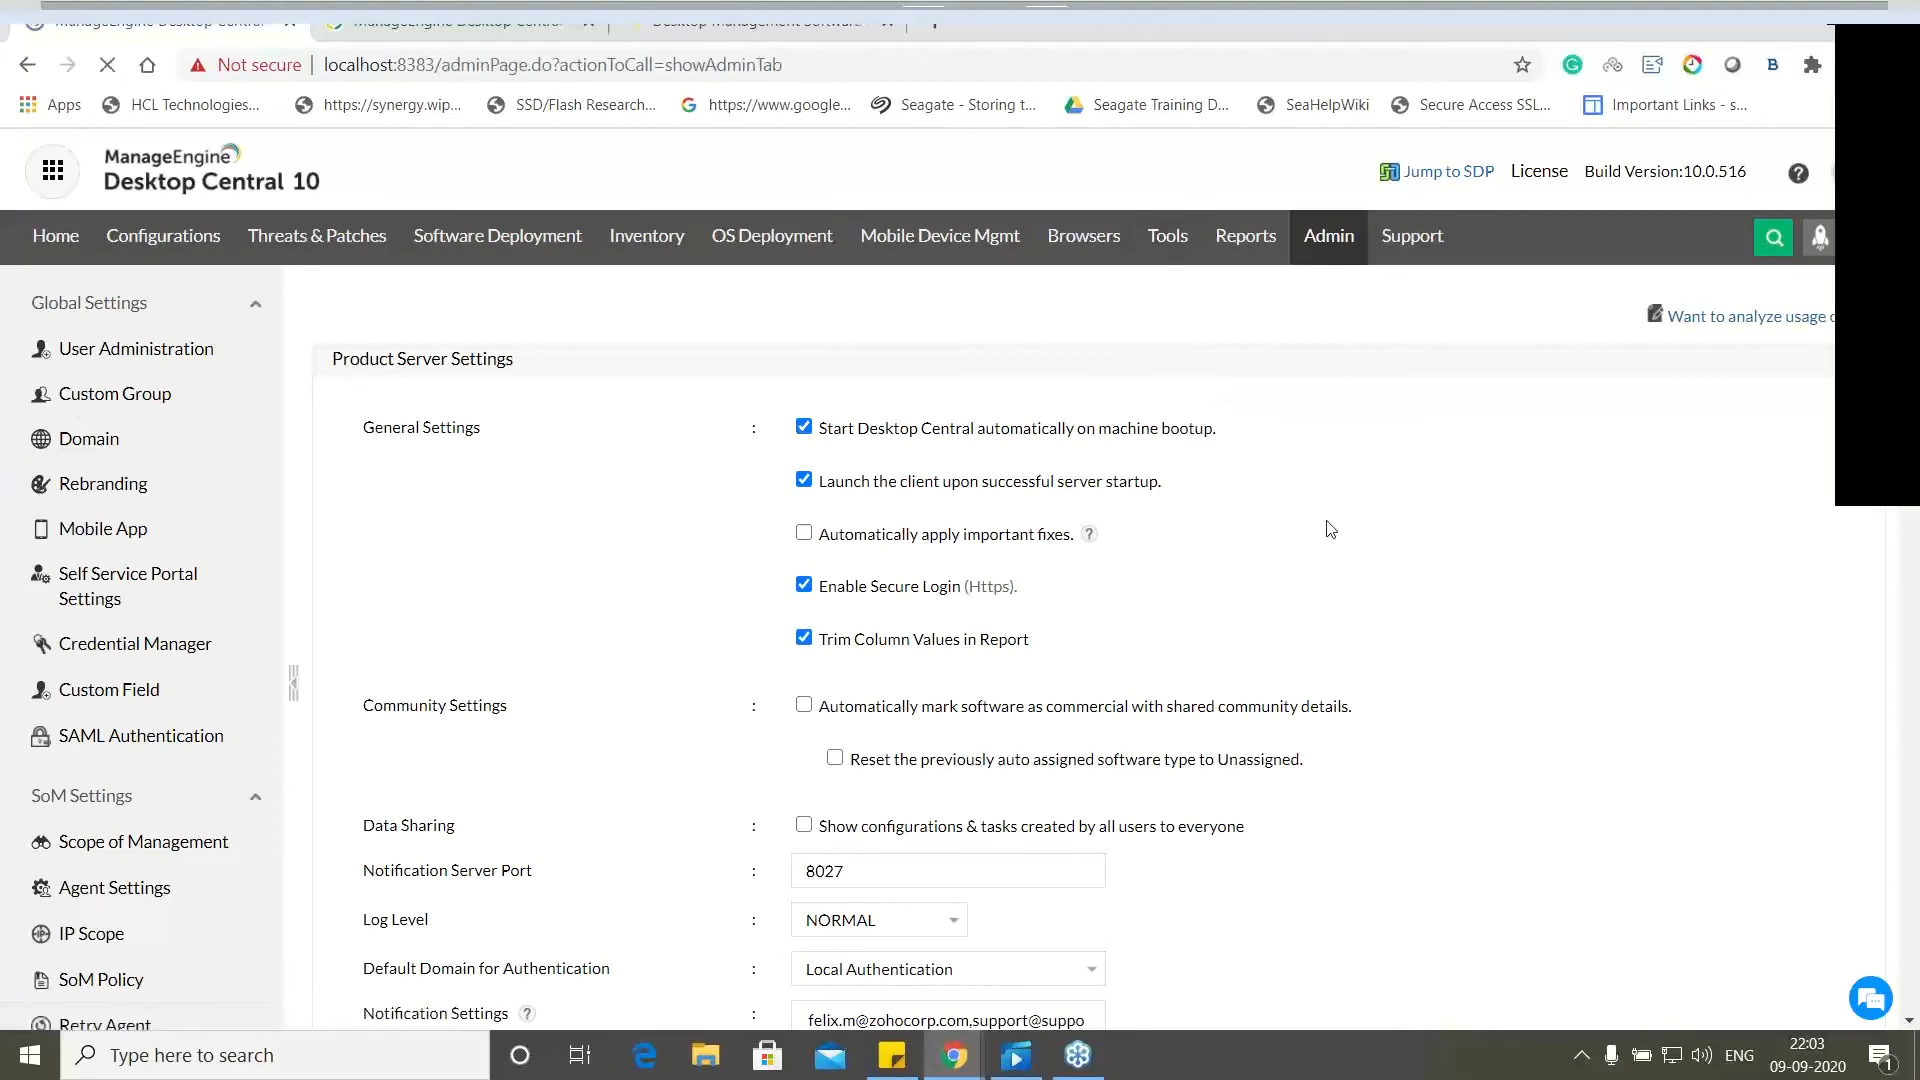 ManageEngine Desktop Central
ManageEngine Desktop Central
Desktop Management Software
Not secure | localhost:8383/adminPage.do?actionToCall=showAdminTab
B
Apps HCL Technologies... https://synergy.wip... SSD/Flash Research... https://www.google... Seagate - Storing t... Seagate Training D... SeaHelpWiki Secure Access SSL... Important Links - s...
ManageEngine
Desktop Central 10
Jump to SDP License Build Version:10.0.516 ?
Home Configurations Threats & Patches Software Deployment Inventory OS Deployment Mobile Device Mgmt Browsers Tools Reports Admin Support
Global Settings
User Administration
Custom Group
Domain
Rebranding
Mobile App
Self Service Portal
Settings
Credential Manager
Custom Field
SAML Authentication
SoM Settings
Scope of Management
Agent Settings
IP Scope
SoM Policy
Retry Agent
Want to analyze usage
Product Server Settings
General Settings : Start Desktop Central automatically on machine bootup.
Launch the client upon successful server startup.
Automatically apply important fixes. ?
Enable Secure Login (Https).
Trim Column Values in Report
Community Settings : Automatically mark software as commercial with shared community details.
Reset the previously auto assigned software type to Unassigned.
Data Sharing : Show configurations & tasks created by all users to everyone
Notification Server Port : 8027
Log Level : NORMAL
Default Domain for Authentication : Local Authentication
Notification Settings ? : felix.m@zohocorp.com,support@suppo
Type here to search
ENG
22:03
09-09-2020
1